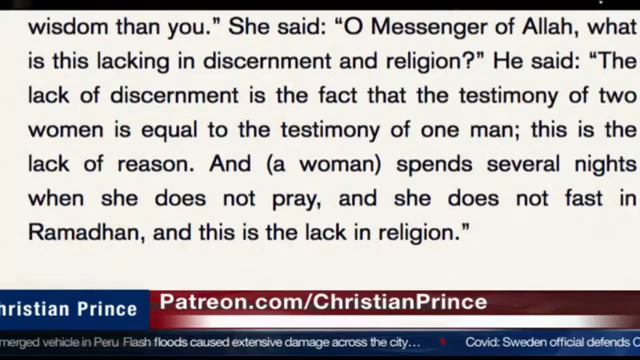 wisdom than you.” She said: “O Messenger of Allah, what
is this lacking in discernment and religion?” He said: “The
lack of discernment is the fact that the testimony of two
women is equal to the testimony of one man; this is the
lack of reason. And (a woman) spends several nights
when she does not pray, and she does not fast in
Ramadhan, and this is the lack in religion.”
hristian Prince
Patreon.com/ChristianPrince
merged vehicle in Peru Flash floods caused extensive damage across the city… Covid: Sweden official defends